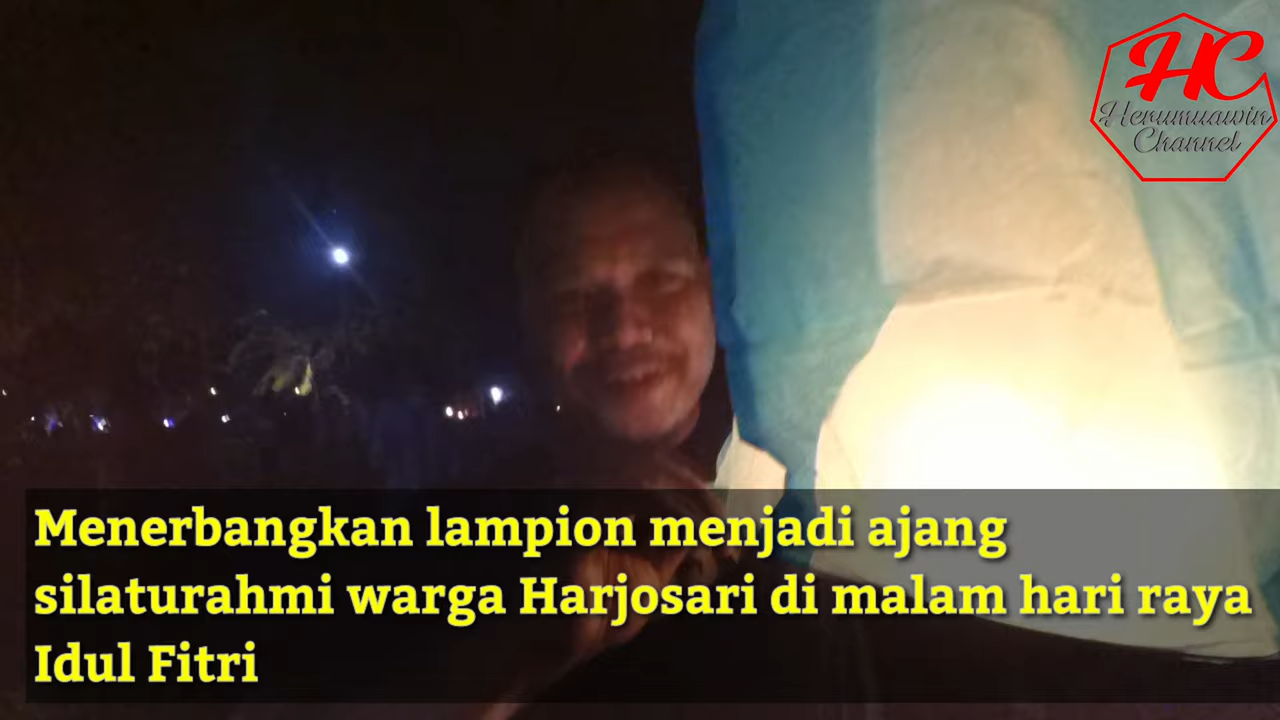 HC
Herumuawin
Channel
Menerbangkan lampion menjadi ajang
silaturahmi warga Harjosari di malam hari raya
Idul Fitri